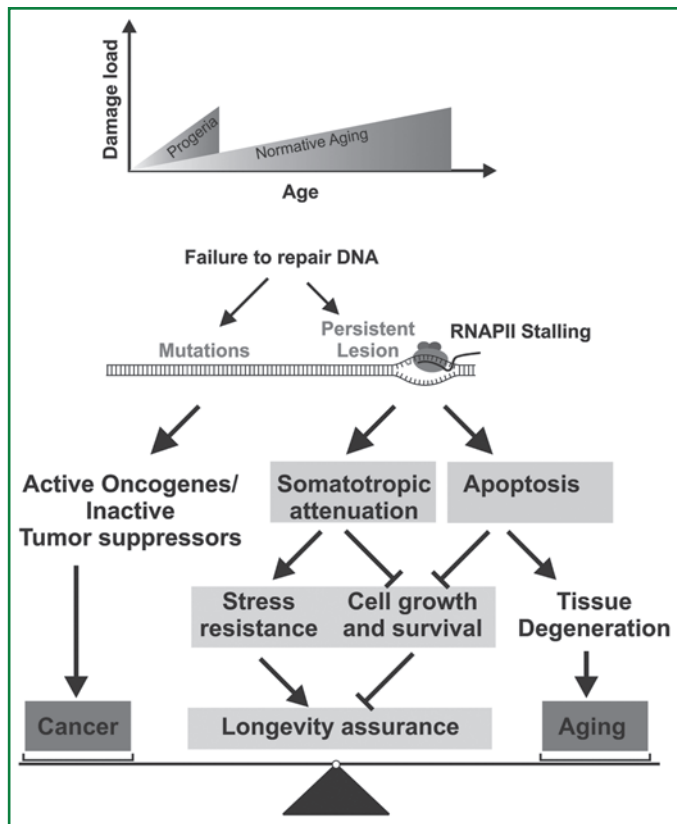 Damage load
Progeria
Normative Aging
Age
Failure to repair DNA
Mutations
Persistent
Lesion
RNAPII Stalling
Active Oncogenes/
Inactive
Tumor suppressors
Somatotropic
attenuation
Apoptosis
Stress
resistance
Cell growth
and survival
Tissue
Degeneration
Cancer
Longevity assurance
Aging